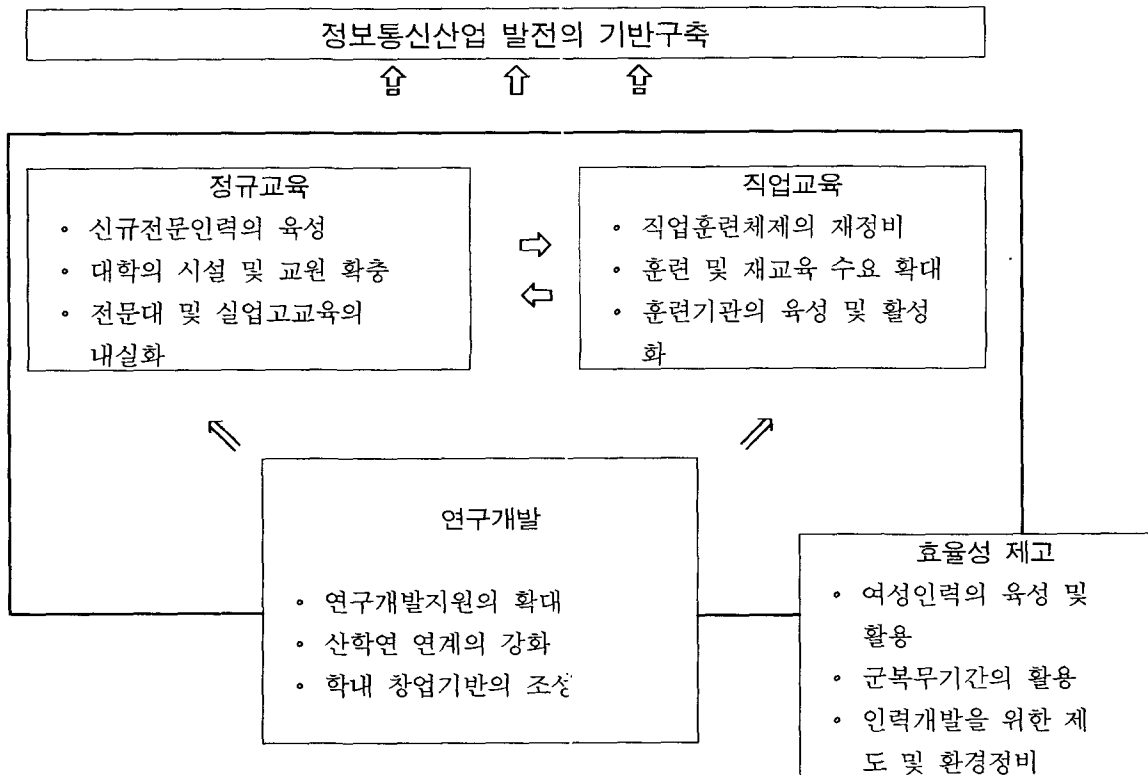 정보통신산업 발전의 기반구축
정규교육
• 신규전문인력의 육성
• 대학의 시설 및 교원 확충
• 전문대 및 실업고교육의
내실화
직업교육
• 직업훈련체제의 재정비
• 훈련 및 재교육 수요 확대
• 훈련기관의 육성 및 활성
화
연구개발
• 연구개발지원의 확대
• 산학연 연계의 강화
• 학내 창업기반의 조성
효율성 제고
• 여성인력의 육성 및
활용
• 군복무기간의 활용
• 인력개발을 위한 제
도 및 환경정비